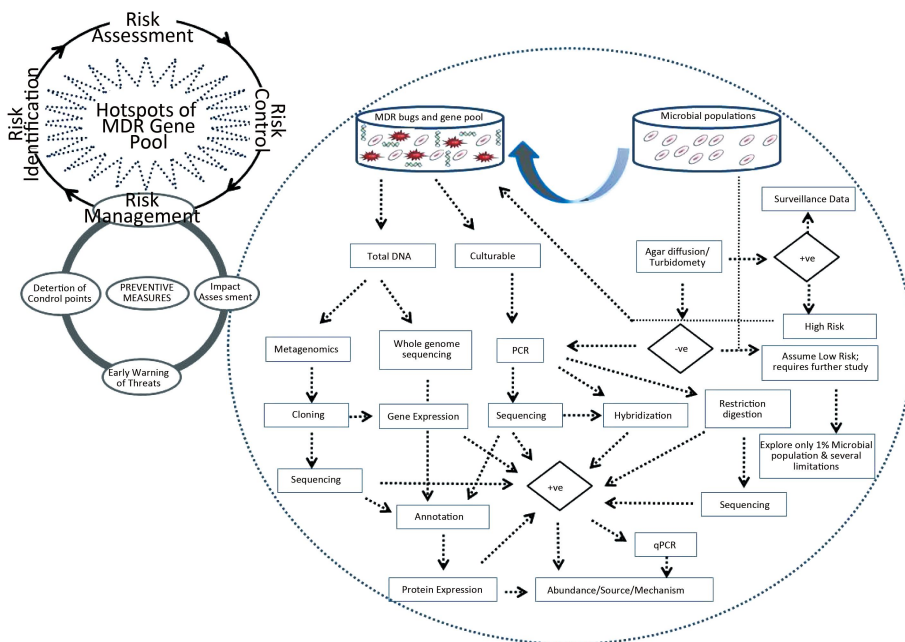 Risk
Assessment
Risk
Identification
Hotspots of
MDR Gene
Pool
Risk
Control
Risk
Management
Detertion of
Condrol points
PREVENTIVE
MEASURES
Impact
Asses sment
Early Warning
of Threats
MDR bugs and gene pool
Microbial populations
Surveillance Data
Total DNA
Culturable
Agar diffusion/
Turbidomety
+ve
High Risk
Metagenomics
Whole genome
sequencing
PCR
-ve
Assume Low Risk;
requires further study
Cloning
Gene Expression
Sequencing
Hybridization
Restriction
digestion
Explore only 1% Microbial
population & several
limitations
Sequencing
+ve
Annotation
Sequencing
qPCR
Protein Expression
Abundance/Source/Mechanism